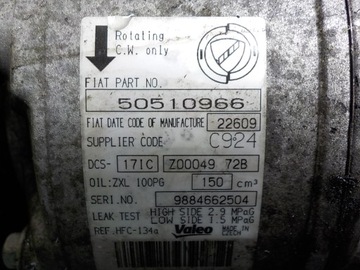 Rotating
C.W. only
FIAT PART NO.
50510966
FIAT DATE CODE OF MANUFACTURE 22609
SUPPLIER CODE C924
DCS- 171C Z00049 72B
OIL:ZXL 100PG 150 cm³
SERI.NO. 9884662504
LEAK TEST HIGH SIDE 2.9 MPaG
LOW SIDE 1.5 MPaG
REF.HFC-134a Valeo MADE IN
CZECH